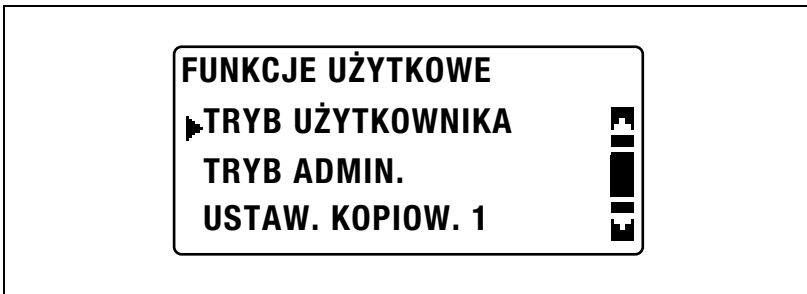 FUNKCJE UŻYTKOWE
TRYB UŻYTKOWNIKA
TRYB ADMIN.
USTAW. KOPIOW. 1